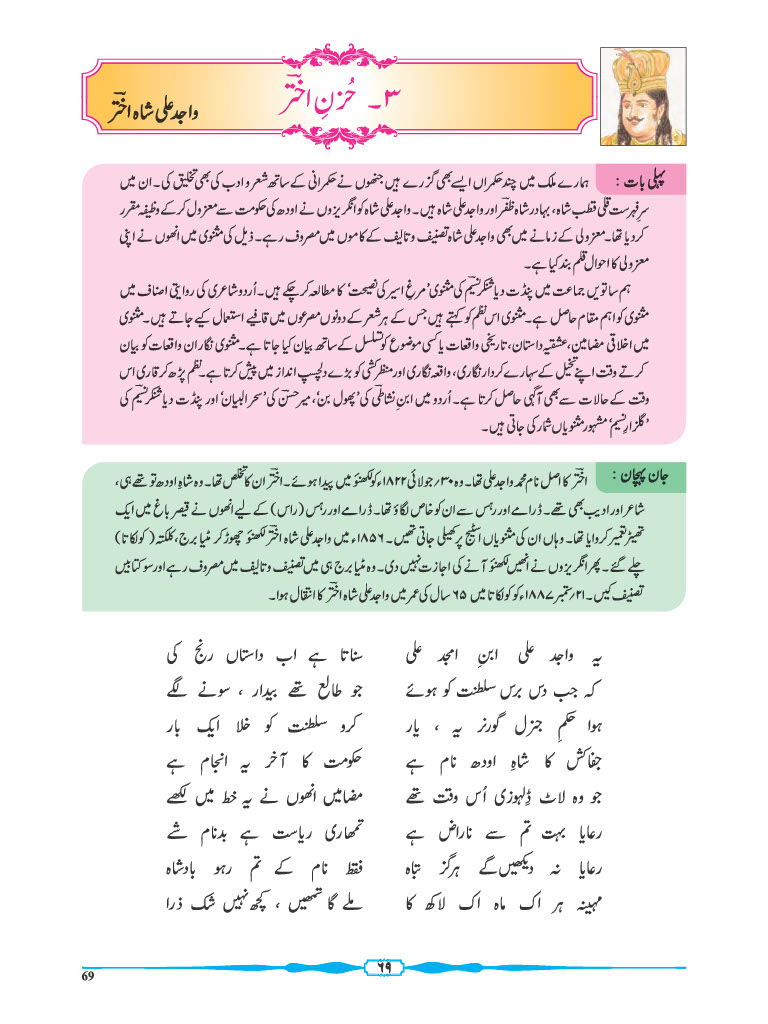 ۳۔ حُزنِ اخترؔ
واجد علی شاہ اخترؔ
پہلی بات : ہمارے ملک میں چند حکمراں ایسے بھی گزرے ہیں جنھوں نے حکمرانی کے ساتھ شعر و ادب کی بھی تخلیق کی۔ ان میں
سرِ فہرست قلی قطب شاہ، بہادر شاہ ظفرؔ اور واجد علی شاہ ہیں۔ واجد علی شاہ کو انگریزوں نے اودھ کی حکومت سے معزول کر کے وظیفہ مقرر
کر دیا تھا۔ معزولی کے زمانے میں بھی واجد علی شاہ تصنیف و تالیف کے کاموں میں مصروف رہے۔ ذیل کی مثنوی میں انھوں نے اپنی
معزولی کا احوال قلم بند کیا ہے۔
ہم ساتویں جماعت میں پنڈت دیا شنکر نسیمؔ کی مثنوی ’مرغِ اسیر کی نصیحت‘ کا مطالعہ کر چکے ہیں۔ اُردو شاعری کی روایتی اصناف میں
مثنوی کو اہم مقام حاصل ہے۔ مثنوی اس نظم کو کہتے ہیں جس کے ہر شعر کے دونوں مصرعوں میں قافیے استعمال کیے جاتے ہیں۔ مثنوی
میں اخلاقی مضامین، عشقیہ داستان، تاریخی واقعات یا کسی موضوع کو تسلسل کے ساتھ بیان کیا جاتا ہے۔ مثنوی نگار ان واقعات کو بیان
کرتے وقت اپنے تخیل کے سہارے کردار نگاری، واقعہ نگاری اور منظر کشی کو بڑے دلچسپ انداز میں پیش کرتا ہے۔ نظم پڑھ کر قاری اس
وقت کے حالات سے بھی آگہی حاصل کرتا ہے۔ اُردو میں ابنِ نشاطی کی ’پھول بن‘، میر حسنؔ کی ’سحر البیان‘ اور پنڈت دیا شنکر نسیمؔ کی
’گلزارِ نسیم‘ مشہور مثنویاں شمار کی جاتی ہیں۔
جان پہچان : اخترؔ کا اصل نام محمد واجد علی تھا۔ وہ ۳۰؍ جولائی ۱۸۲۲ء کو لکھنؤ میں پیدا ہوئے۔ اخترؔ ان کا تخلص تھا۔ وہ شاہِ اودھ تو تھے ہی،
شاعر اور ادیب بھی تھے۔ ڈرامے اور رہس سے ان کو خاص لگاؤ تھا۔ ڈرامے اور رہس (راس) کے لیے انھوں نے قیصر باغ میں ایک
تھیٹر تعمیر کروایا تھا۔ وہاں ان کی مثنویاں اسٹیج پر کھیلی جاتی تھیں۔ ۱۸۵۶ء میں واجد علی شاہ اخترؔ لکھنؤ چھوڑ کر مٹیا برج، کلکتہ (کولکاتا)
چلے گئے۔ پھر انگریزوں نے انھیں لکھنؤ آنے کی اجازت نہیں دی۔ وہ مٹیا برج ہی میں تصنیف و تالیف میں مصروف رہے اور سو کتابیں
تصنیف کیں۔ ۲۱؍ ستمبر ۱۸۸۷ء کو کولکاتا میں ۶۵ سال کی عمر میں واجد علی شاہ اخترؔ کا انتقال ہوا۔
یہ واجد علی ابنِ امجد علی سناتا ہے اب داستاں رنج کی
کہ جب دس برس سلطنت کو ہوئے جو طالع تھے بیدار ، سونے لگے
ہوا حکمِ جنرل گورنر یہ ، یار کرو سلطنت کو خلا ایک بار
جفاکش کا شاہِ اودھ نام ہے حکومت کا آخر یہ انجام ہے
جو وہ لاٹ ڈِلہوزی اُس وقت تھے مضامیں انھوں نے یہ خط میں لکھے
رعایا بہت تم سے ناراض ہے تمھاری ریاست ہے بدنام شے
رعایا نہ دیکھیں گے ہرگز تباہ فقط نام کے تم رہو بادشاہ
مہینہ ہر اک ماہ اک لاکھ کا ملے گا تمھیں ، کچھ نہیں شک ذرا
۶۹
69